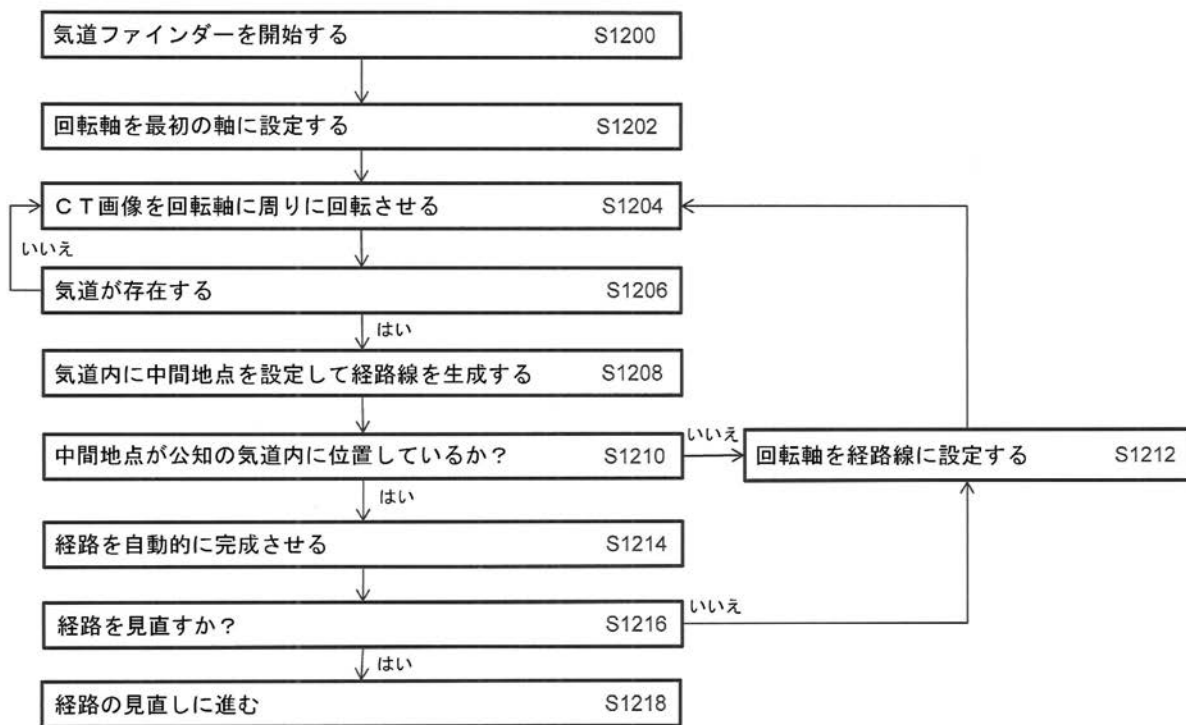 気道ファインダーを開始する S1200
回転軸を最初の軸に設定する S1202
CT画像を回転軸に周りに回転させる S1204
いいえ
気道が存在する S1206
はい
気道内に中間地点を設定して経路線を生成する S1208
中間地点が公知の気道内に位置しているか? S1210
いいえ
回転軸を経路線に設定する S1212
はい
経路を自動的に完成させる S1214
経路を見直すか? S1216
いいえ
はい
経路の見直しに進む S1218